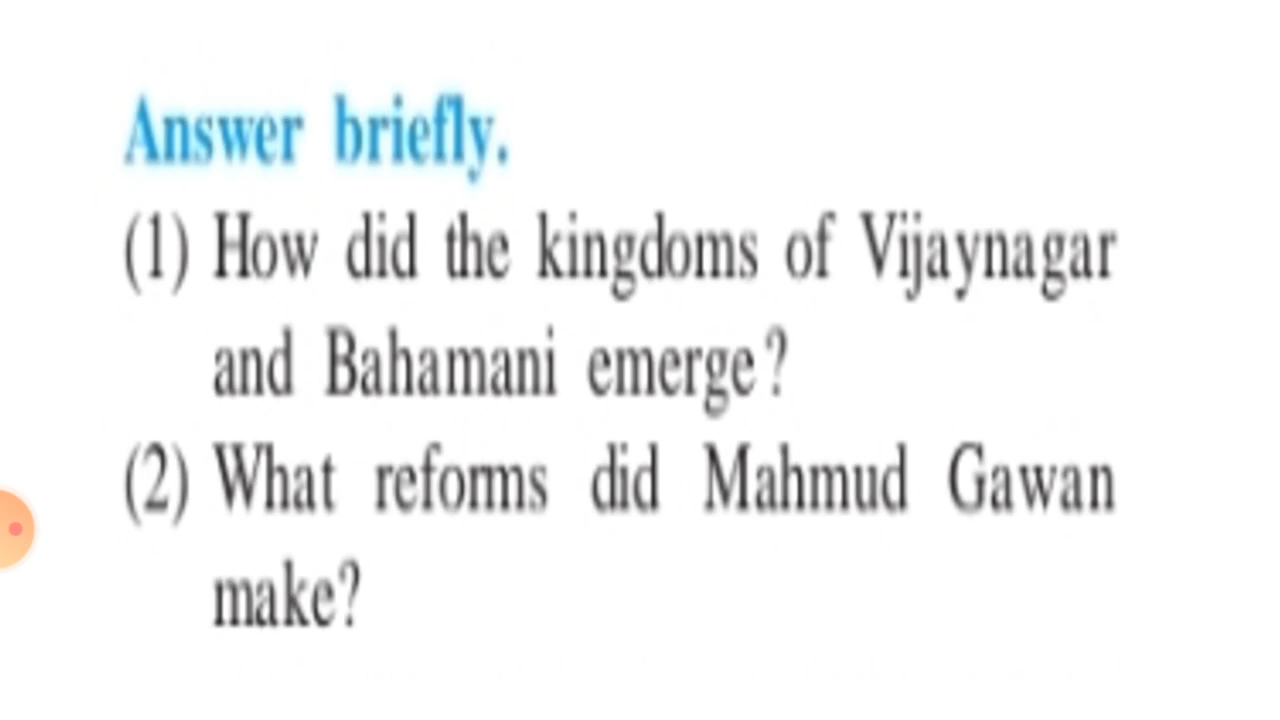 Answer briefly.
(1) How did the kingdoms of Vijaynagar
and Bahamani emerge?
(2) What reforms did Mahmud Gawan
make?